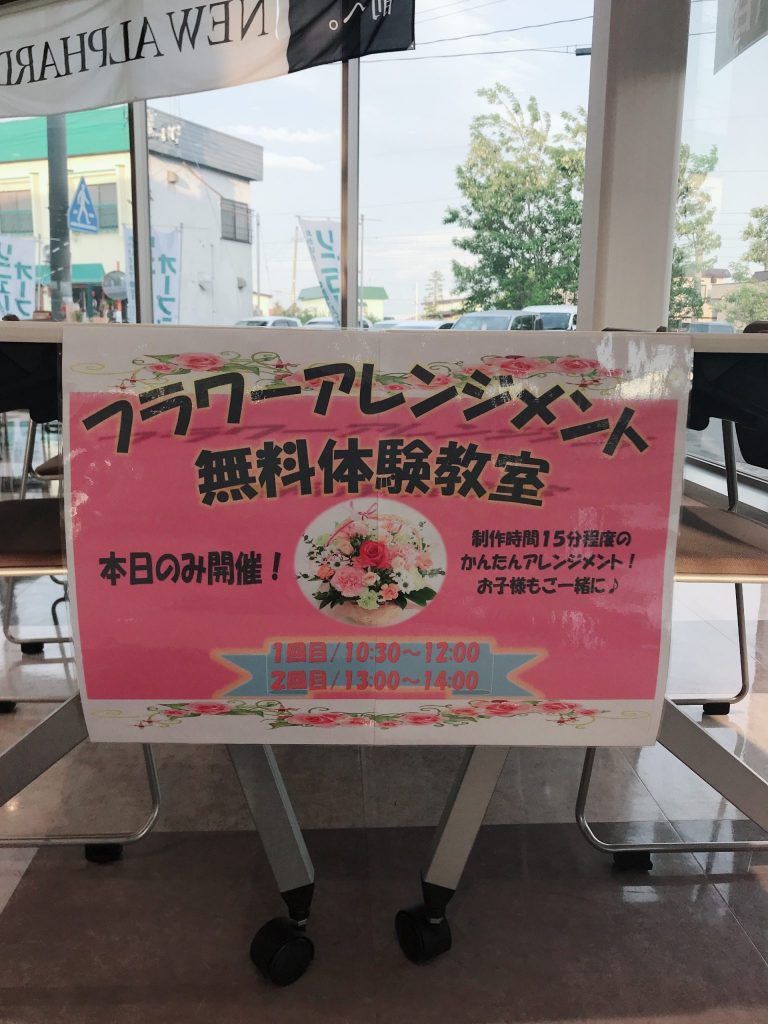 前へ。
NEW ALPHARD
フラワーアレンジメント
無料体験教室
本日のみ開催！
制作時間15分程度の
かんたんアレンジメント！
お子様もご一緒に♪
1回目/10:30～12:00
2回目/13:00～14:00